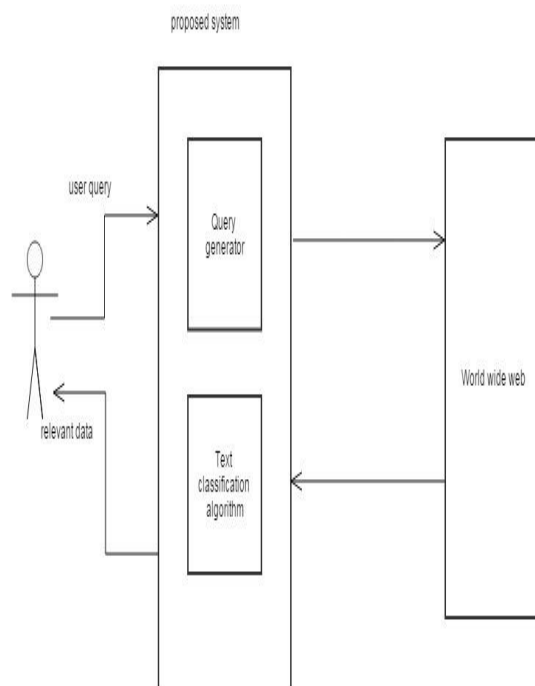 proposed system
user query
Query
generator
World wide web
relevant data
Text
classification
algorithm